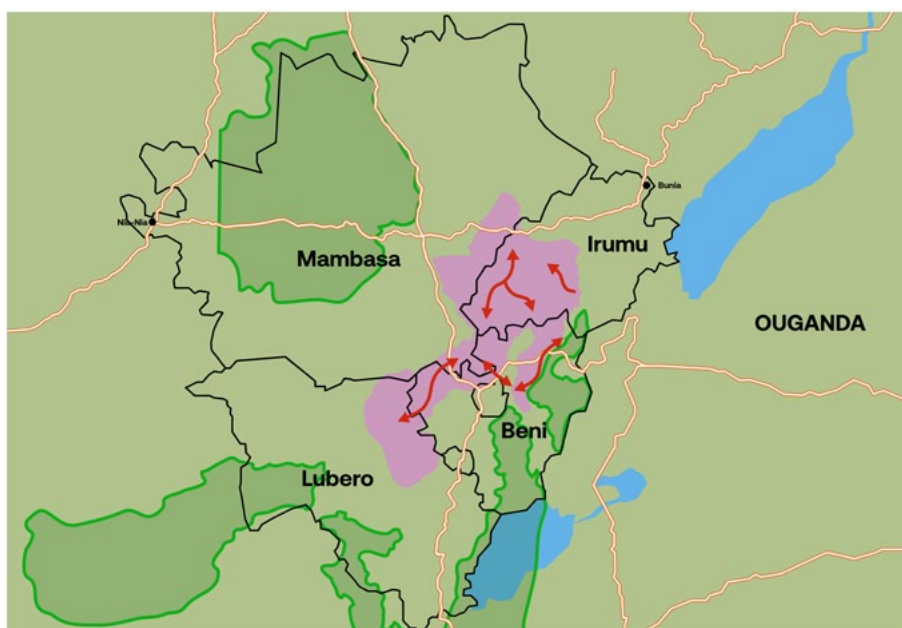 Bunia
Nia-Nia
Irumu
Mambasa
OUGANDA
Beni
Lubero